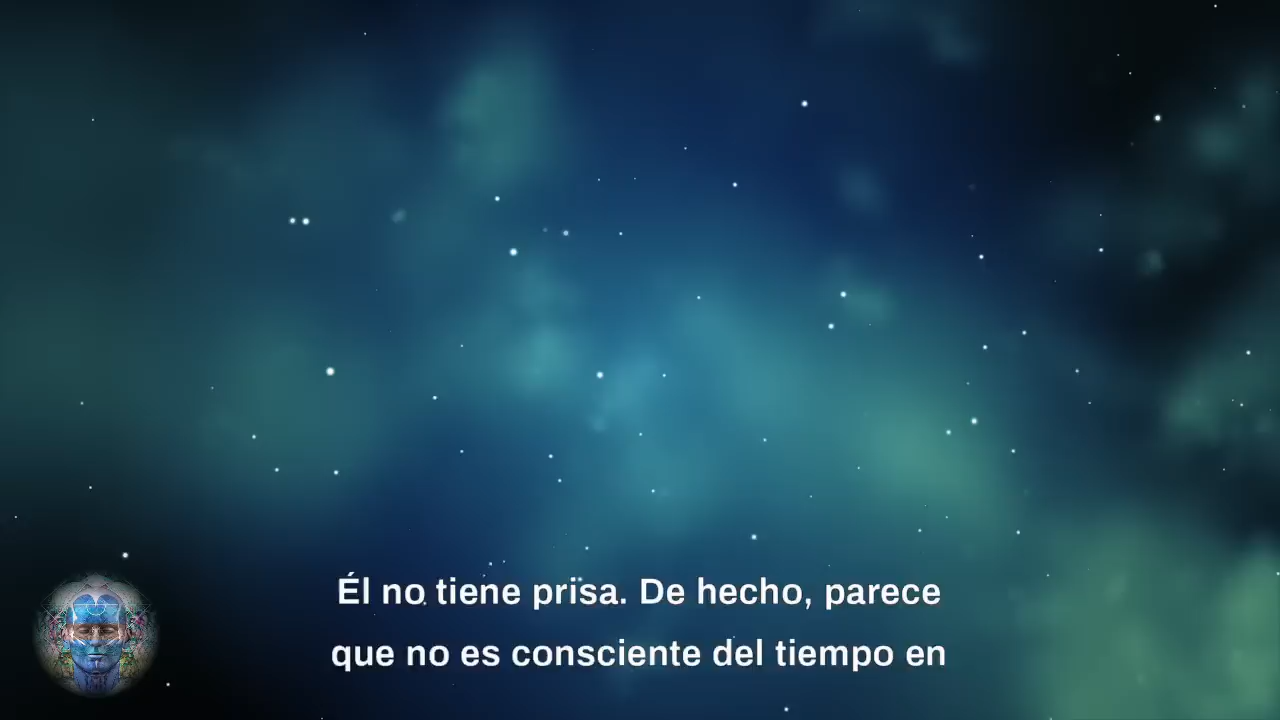 Él no tiene prisa. De hecho, parece
que no es consciente del tiempo en